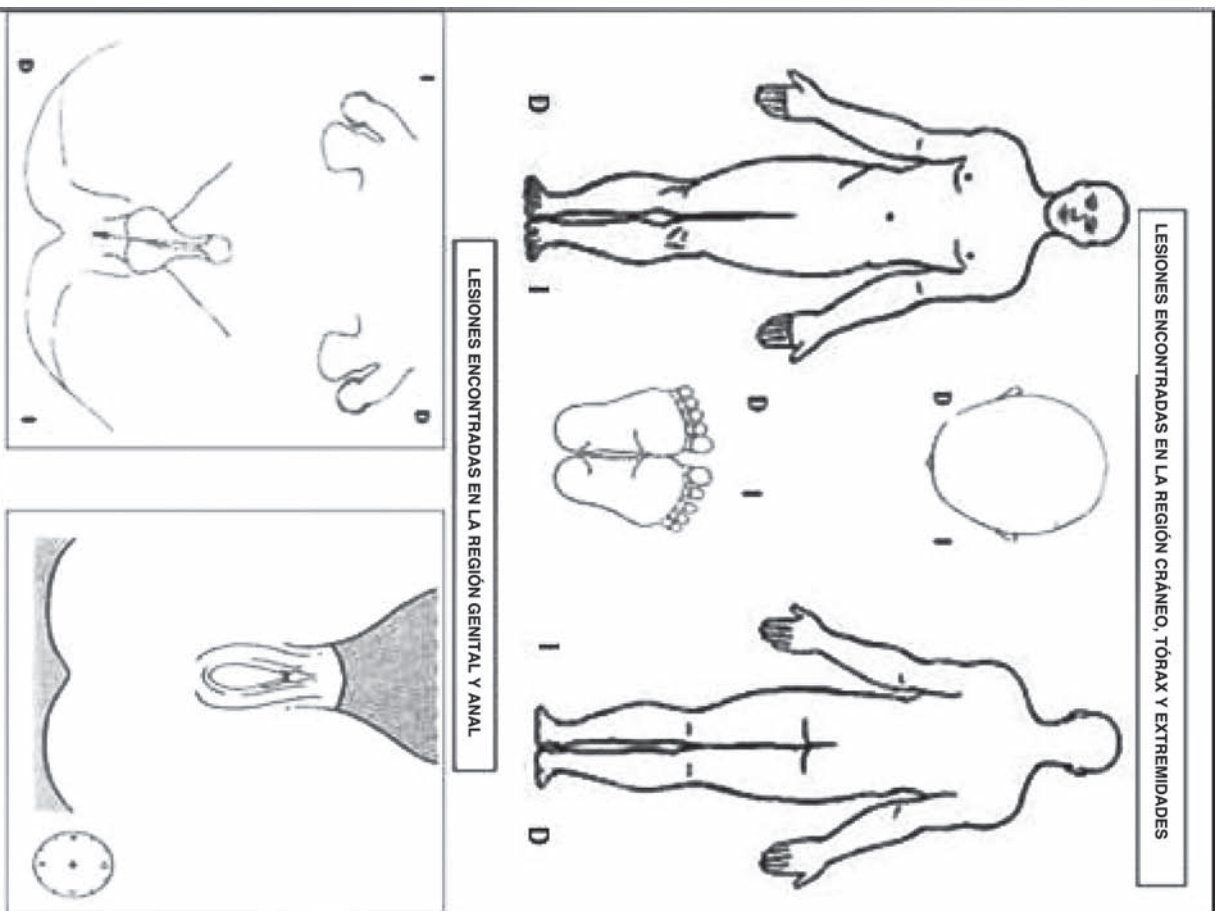 LESIONES ENCONTRADAS EN LA REGIÓN CRÁNEO, TÓRAX Y EXTREMIDADES
D I
D I
I D
D I
LESIONES ENCONTRADAS EN LA REGIÓN GENITAL Y ANAL
I D
D I